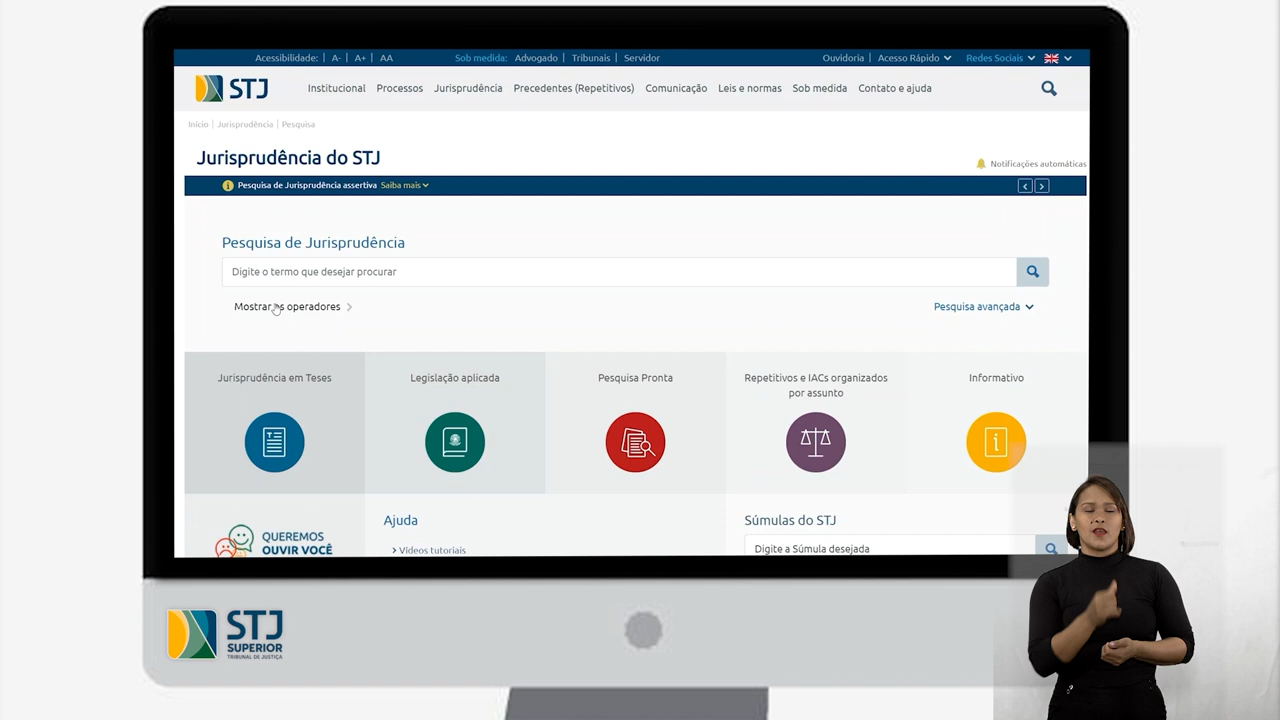 Acessibilidade: | A- | A+ | AA Sob medida: Advogado | Tribunais | Servidor Ouvidoria | Acesso Rápido Redes Sociais
STJ Institucional Processos Jurisprudência Precedentes (Repetitivos) Comunicação Leis e normas Sob medida Contato e ajuda
Início | Jurisprudência | Pesquisa
Jurisprudência do STJ
Notificações automáticas
Pesquisa de Jurisprudência assertiva Saiba mais
Pesquisa de Jurisprudência
Digite o termo que desejar procurar
Mostrar os operadores Pesquisa avançada
Jurisprudência em Teses
Legislação aplicada
Pesquisa Pronta
Repetitivos e IACs organizados
por assunto
Informativo
QUEREMOS
OUVIR VOCÊ
Ajuda
Vídeos tutoriais
Súmulas do STJ
Digite a Súmula desejada
STJ
SUPERIOR
TRIBUNAL DE JUSTIÇA